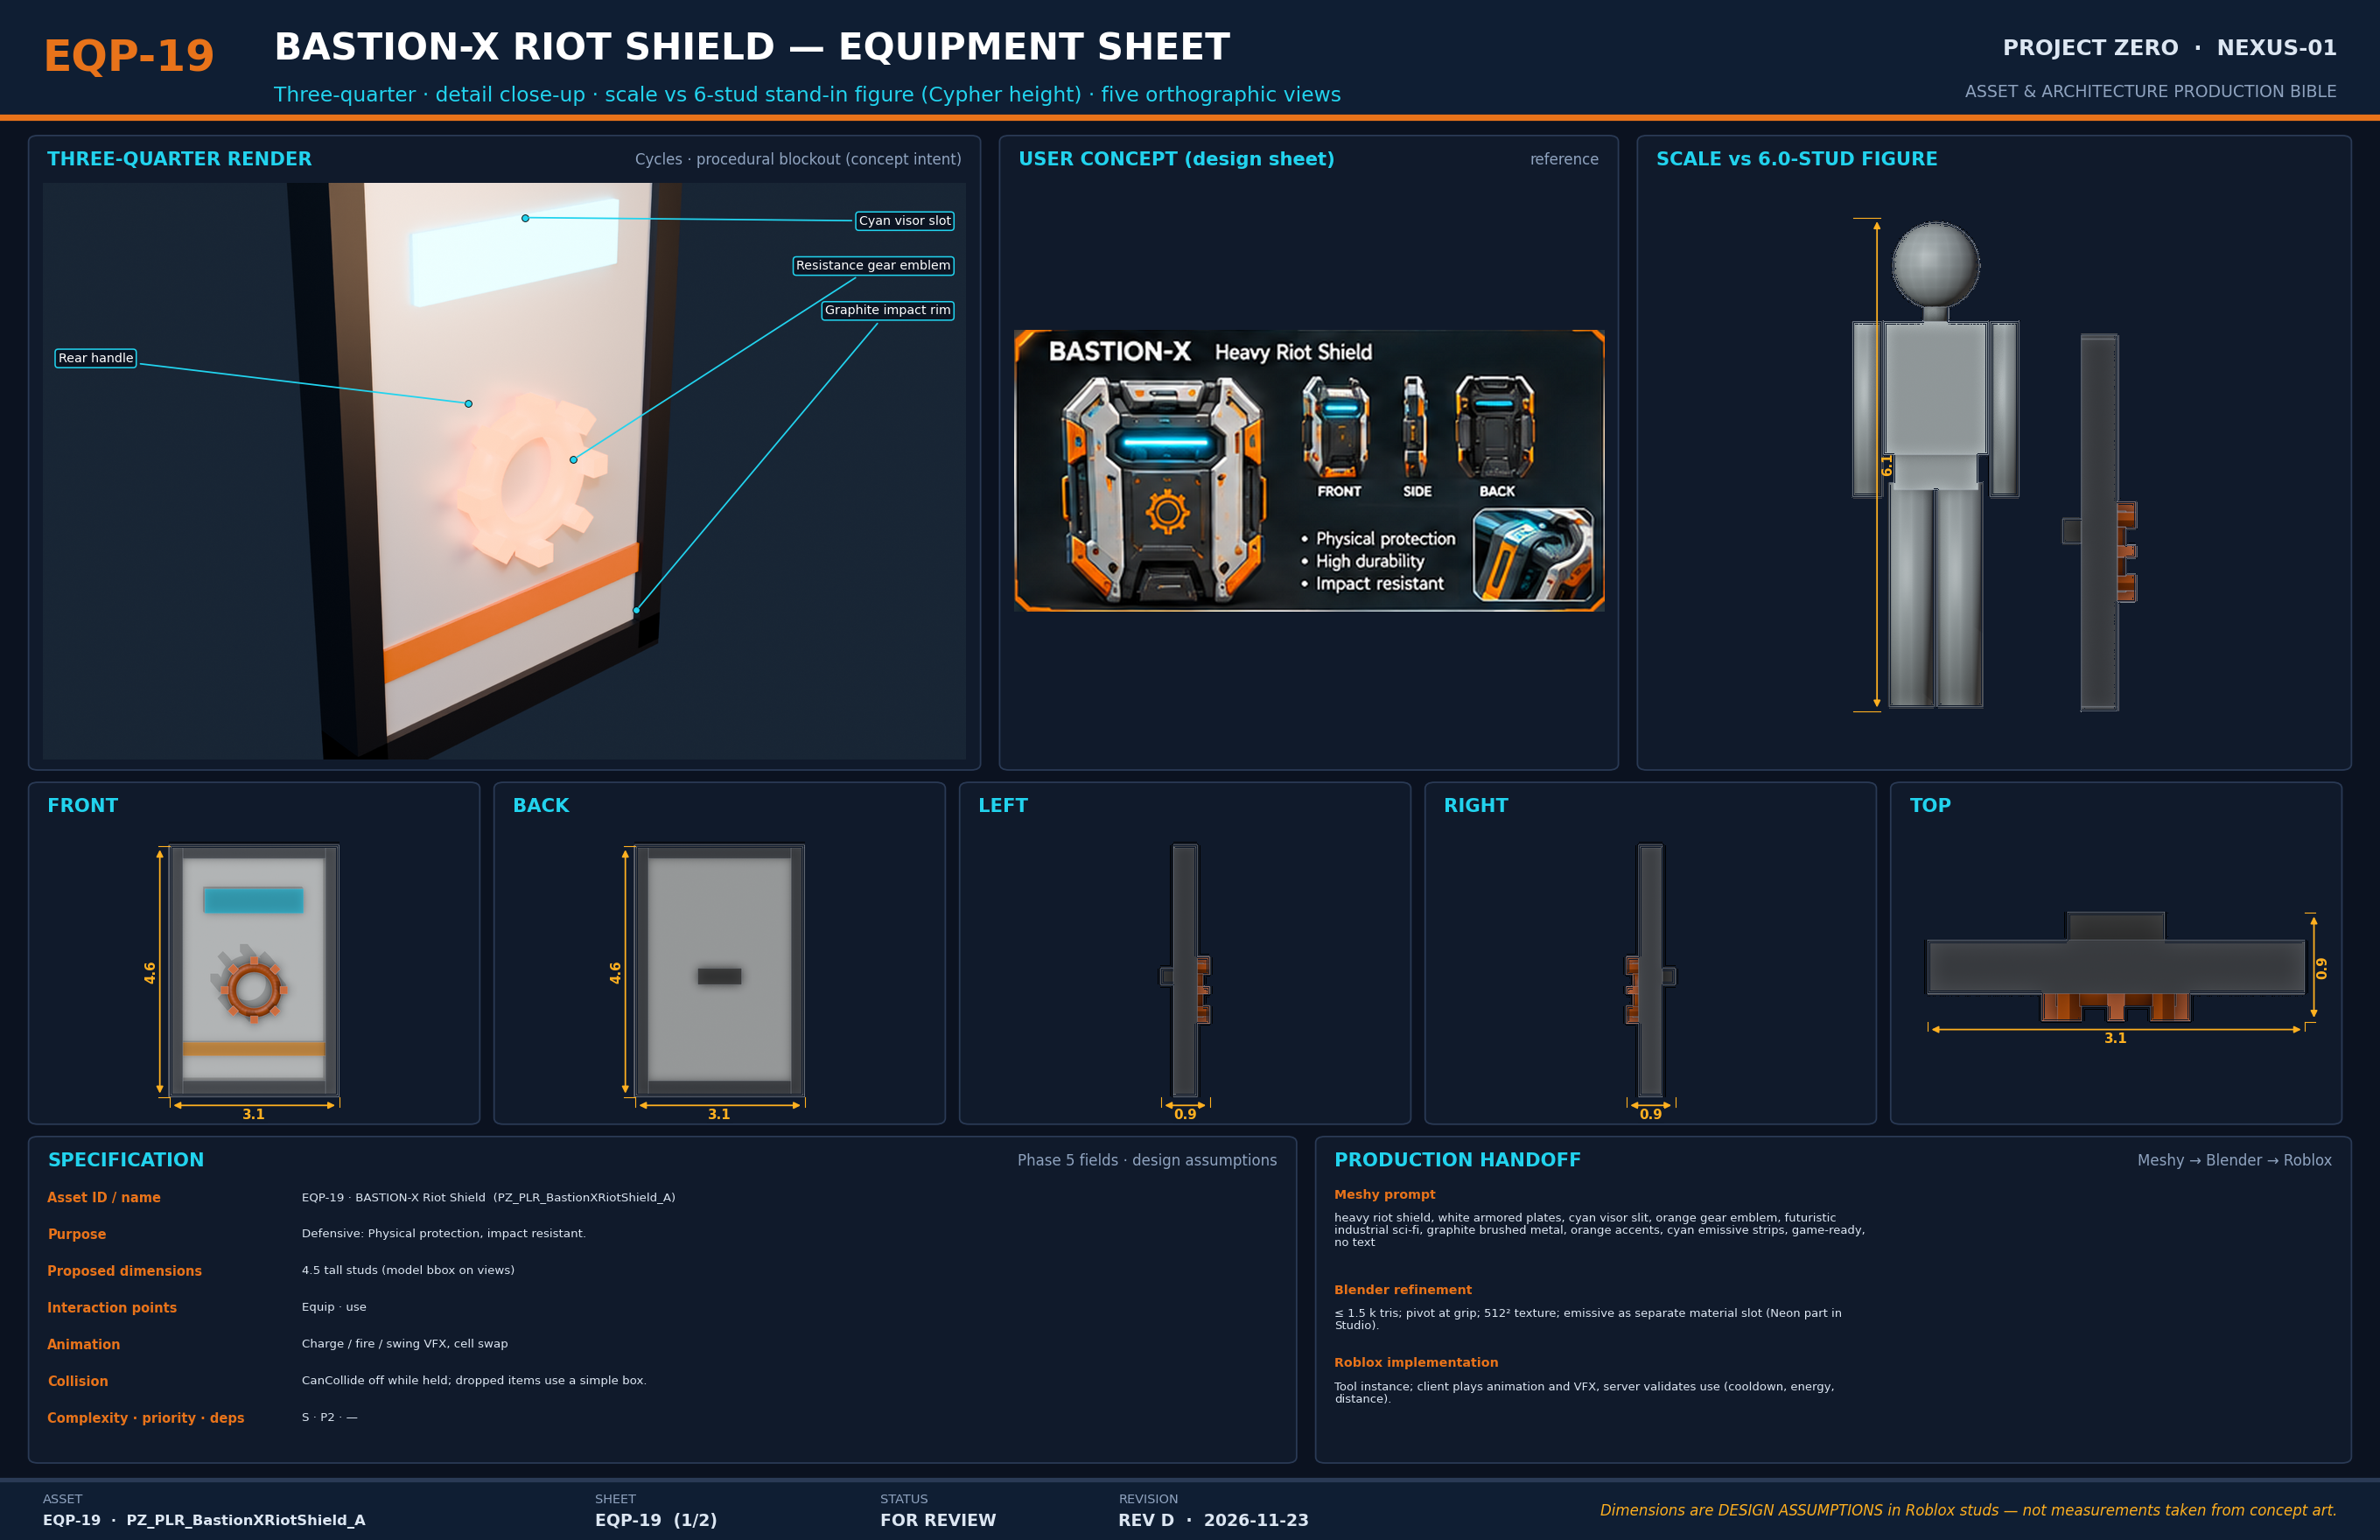 EQP-19
BASTION-X RIOT SHIELD — EQUIPMENT SHEET
Three-quarter · detail close-up · scale vs 6-stud stand-in figure (Cypher height) · five orthographic views
PROJECT ZERO · NEXUS-01
ASSET & ARCHITECTURE PRODUCTION BIBLE
THREE-QUARTER RENDER
Cycles · procedural blockout (concept intent)
Cyan visor slot
Resistance gear emblem
Graphite impact rim
Rear handle
USER CONCEPT (design sheet)
reference
BASTION-X Heavy Riot Shield
FRONT
SIDE
BACK
• Physical protection
• High durability
• Impact resistant
SCALE vs 6.0-STUD FIGURE
6.1
FRONT
4.6
3.1
BACK
4.6
3.1
LEFT
0.9
RIGHT
0.9
TOP
0.9
3.1
SPECIFICATION
Phase 5 fields · design assumptions
Asset ID / name
EQP-19 · BASTION-X Riot Shield (PZ_PLR_BastionXRiotShield_A)
Purpose
Defensive: Physical protection, impact resistant.
Proposed dimensions
4.5 tall studs (model bbox on views)
Interaction points
Equip · use
Animation
Charge / fire / swing VFX, cell swap
Collision
CanCollide off while held; dropped items use a simple box.
Complexity · priority · deps
S · P2 · —
PRODUCTION HANDOFF
Meshy → Blender → Roblox
Meshy prompt
heavy riot shield, white armored plates, cyan visor slit, orange gear emblem, futuristic
industrial sci-fi, graphite brushed metal, orange accents, cyan emissive strips, game-ready,
no text
Blender refinement
≤ 1.5 k tris; pivot at grip; 512² texture; emissive as separate material slot (Neon part in
Studio).
Roblox implementation
Tool instance; client plays animation and VFX, server validates use (cooldown, energy,
distance).
ASSET
EQP-19 · PZ_PLR_BastionXRiotShield_A
SHEET
EQP-19 (1/2)
STATUS
FOR REVIEW
REVISION
REV D · 2026-11-23
Dimensions are DESIGN ASSUMPTIONS in Roblox studs — not measurements taken from concept art.